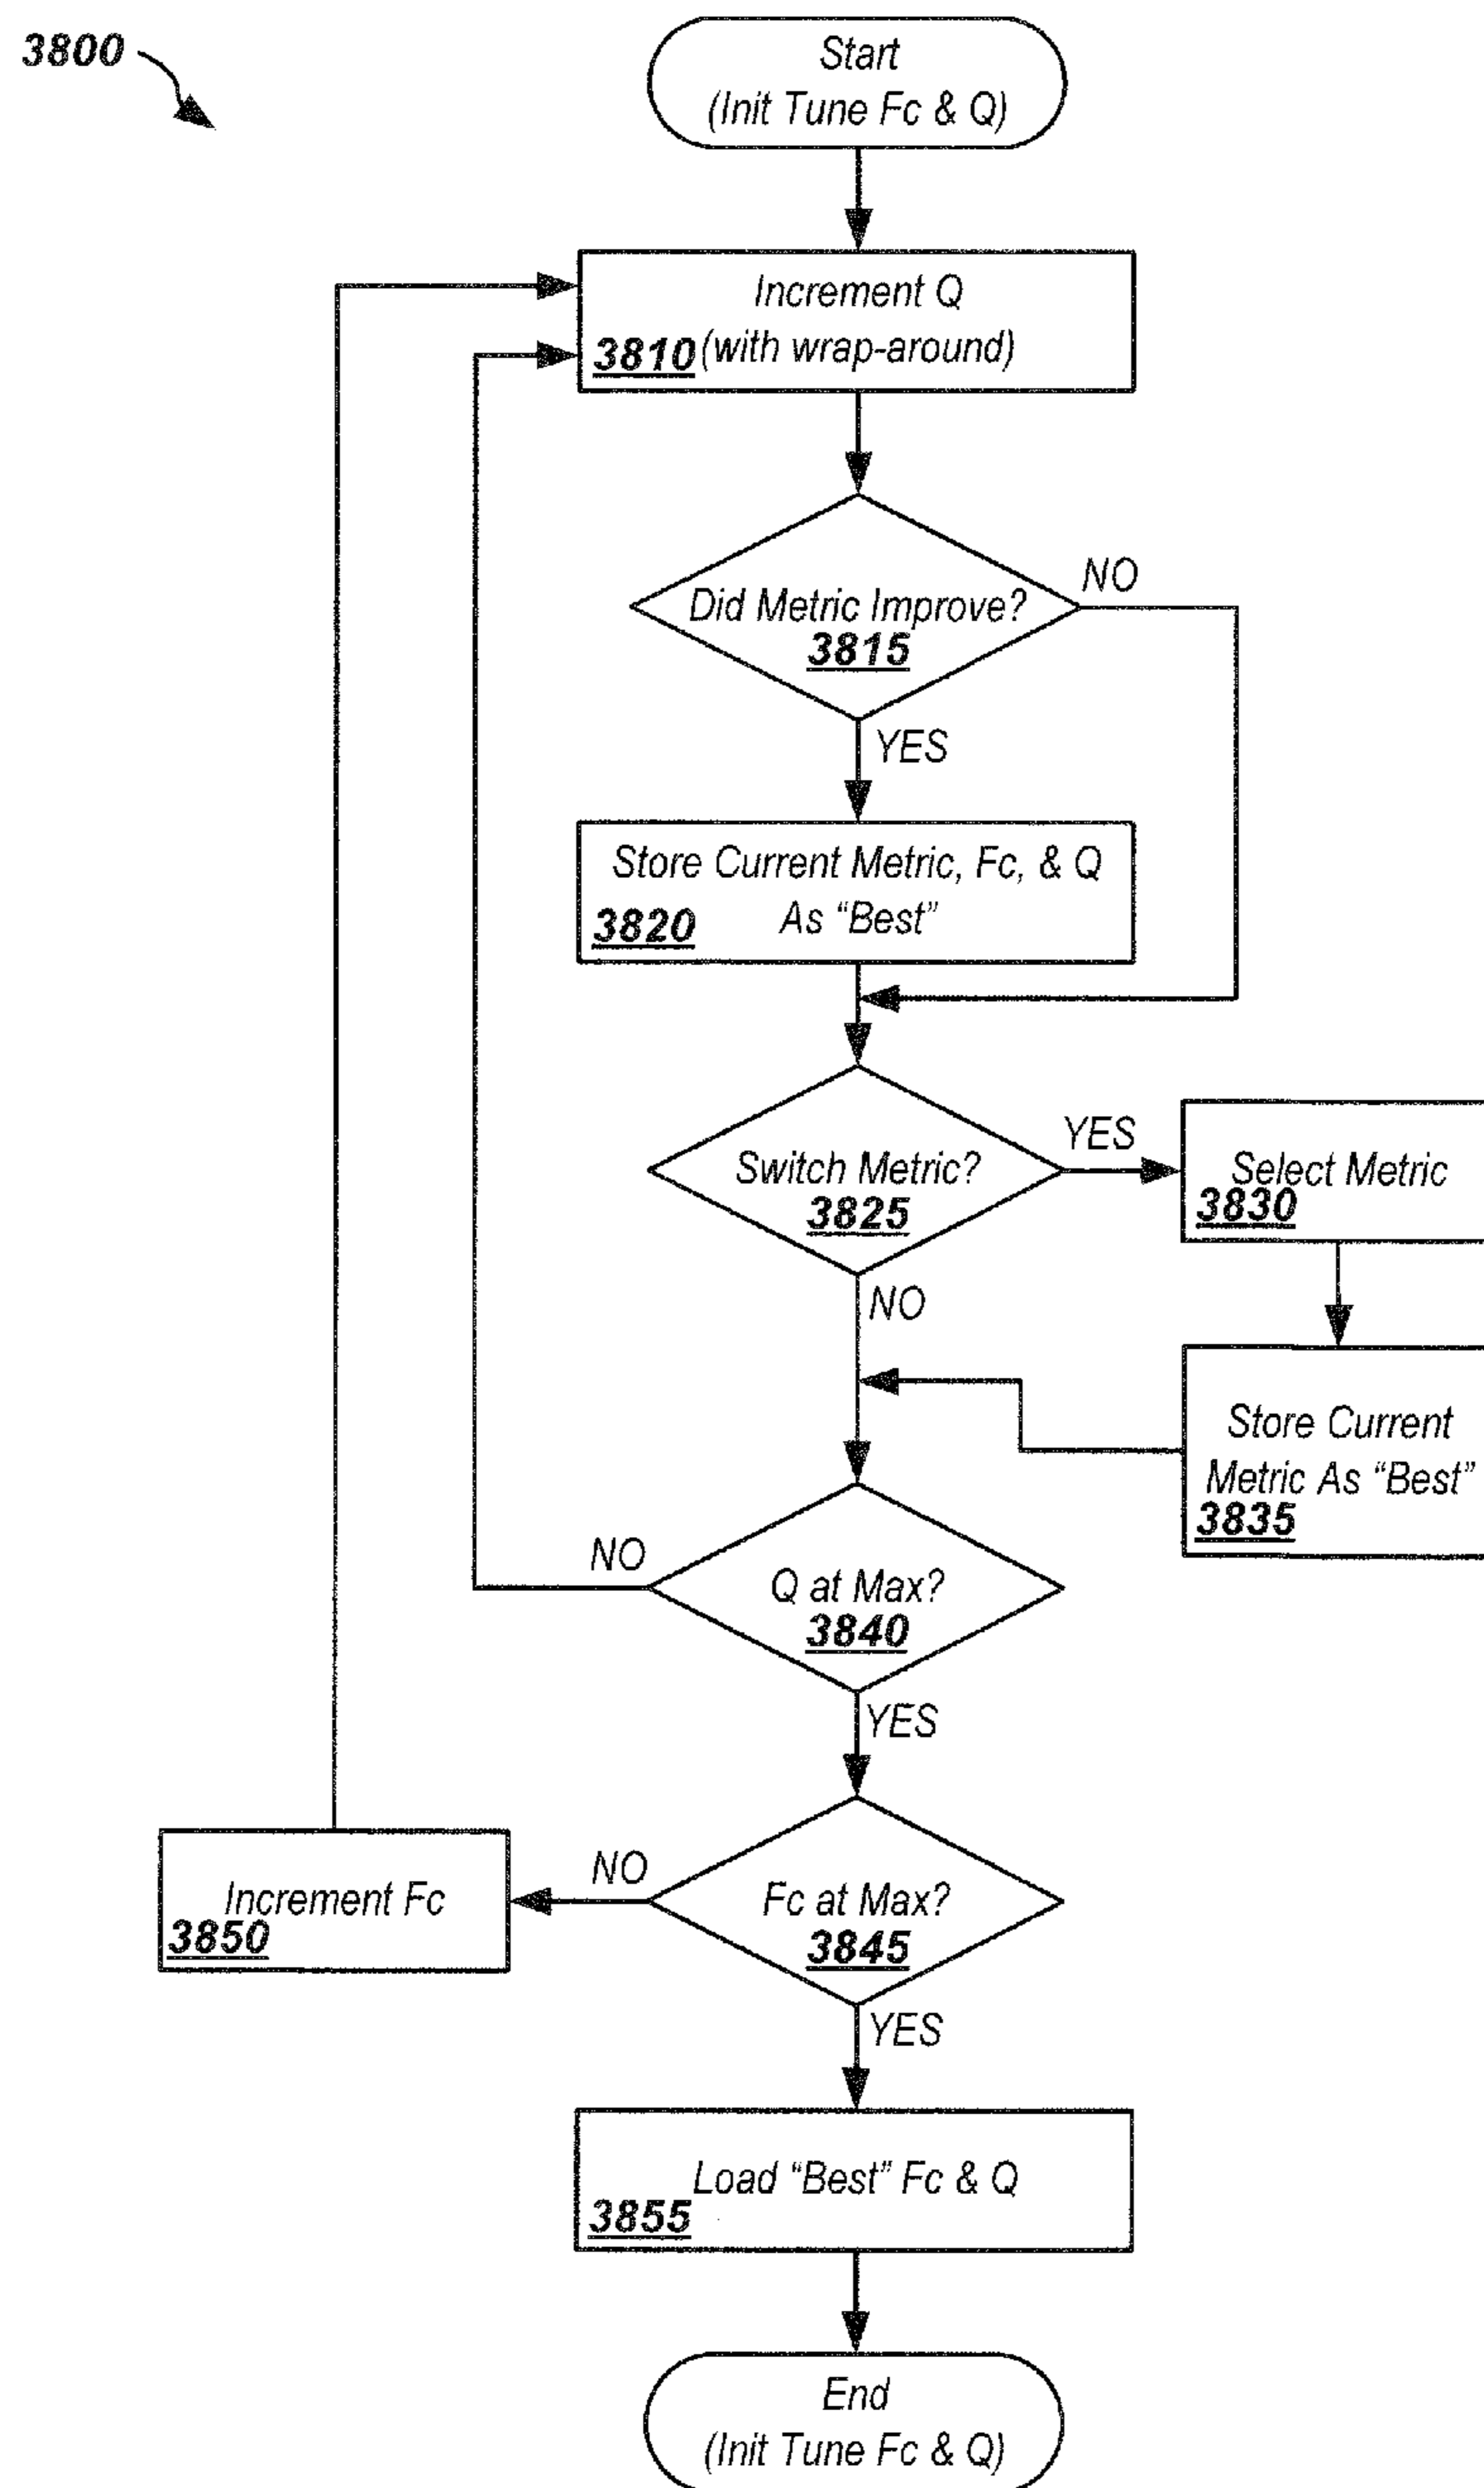 3800
Start
(Init Tune Fc & Q)
Increment Q
3810 (with wrap-around)
Did Metric Improve?
3815
NO
YES
Store Current Metric, Fc, & Q
3820 As “Best”
Switch Metric?
3825
YES
Select Metric
3830
NO
Store Current
Metric As “Best”
3835
NO
Q at Max?
3840
YES
NO
Increment Fc
3850
Fc at Max?
3845
YES
Load “Best” Fc & Q
3855
End
(Init Tune Fc & Q)